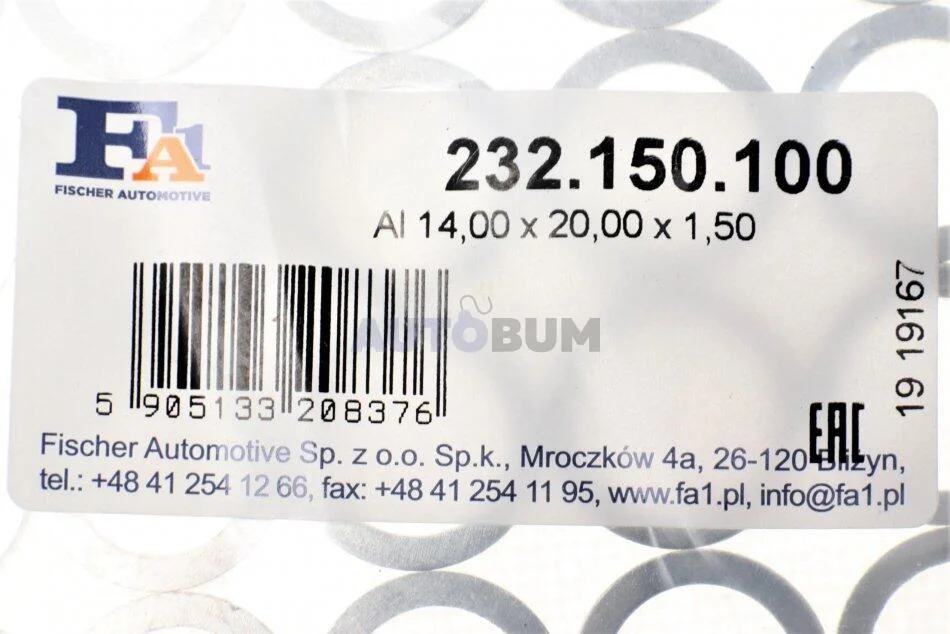 FA1
FISCHER AUTOMOTIVE
232.150.100
Al 14,00 x 20,00 x 1,50
AUTOBUM
5 905133 208376
19 19167
EAC
Fischer Automotive Sp. z o.o. Sp.k., Mroczków 4a, 26-120 Bliżyn,
tel.: +48 41 254 12 66, fax: +48 41 254 11 95, www.fa1.pl, info@fa1.pl